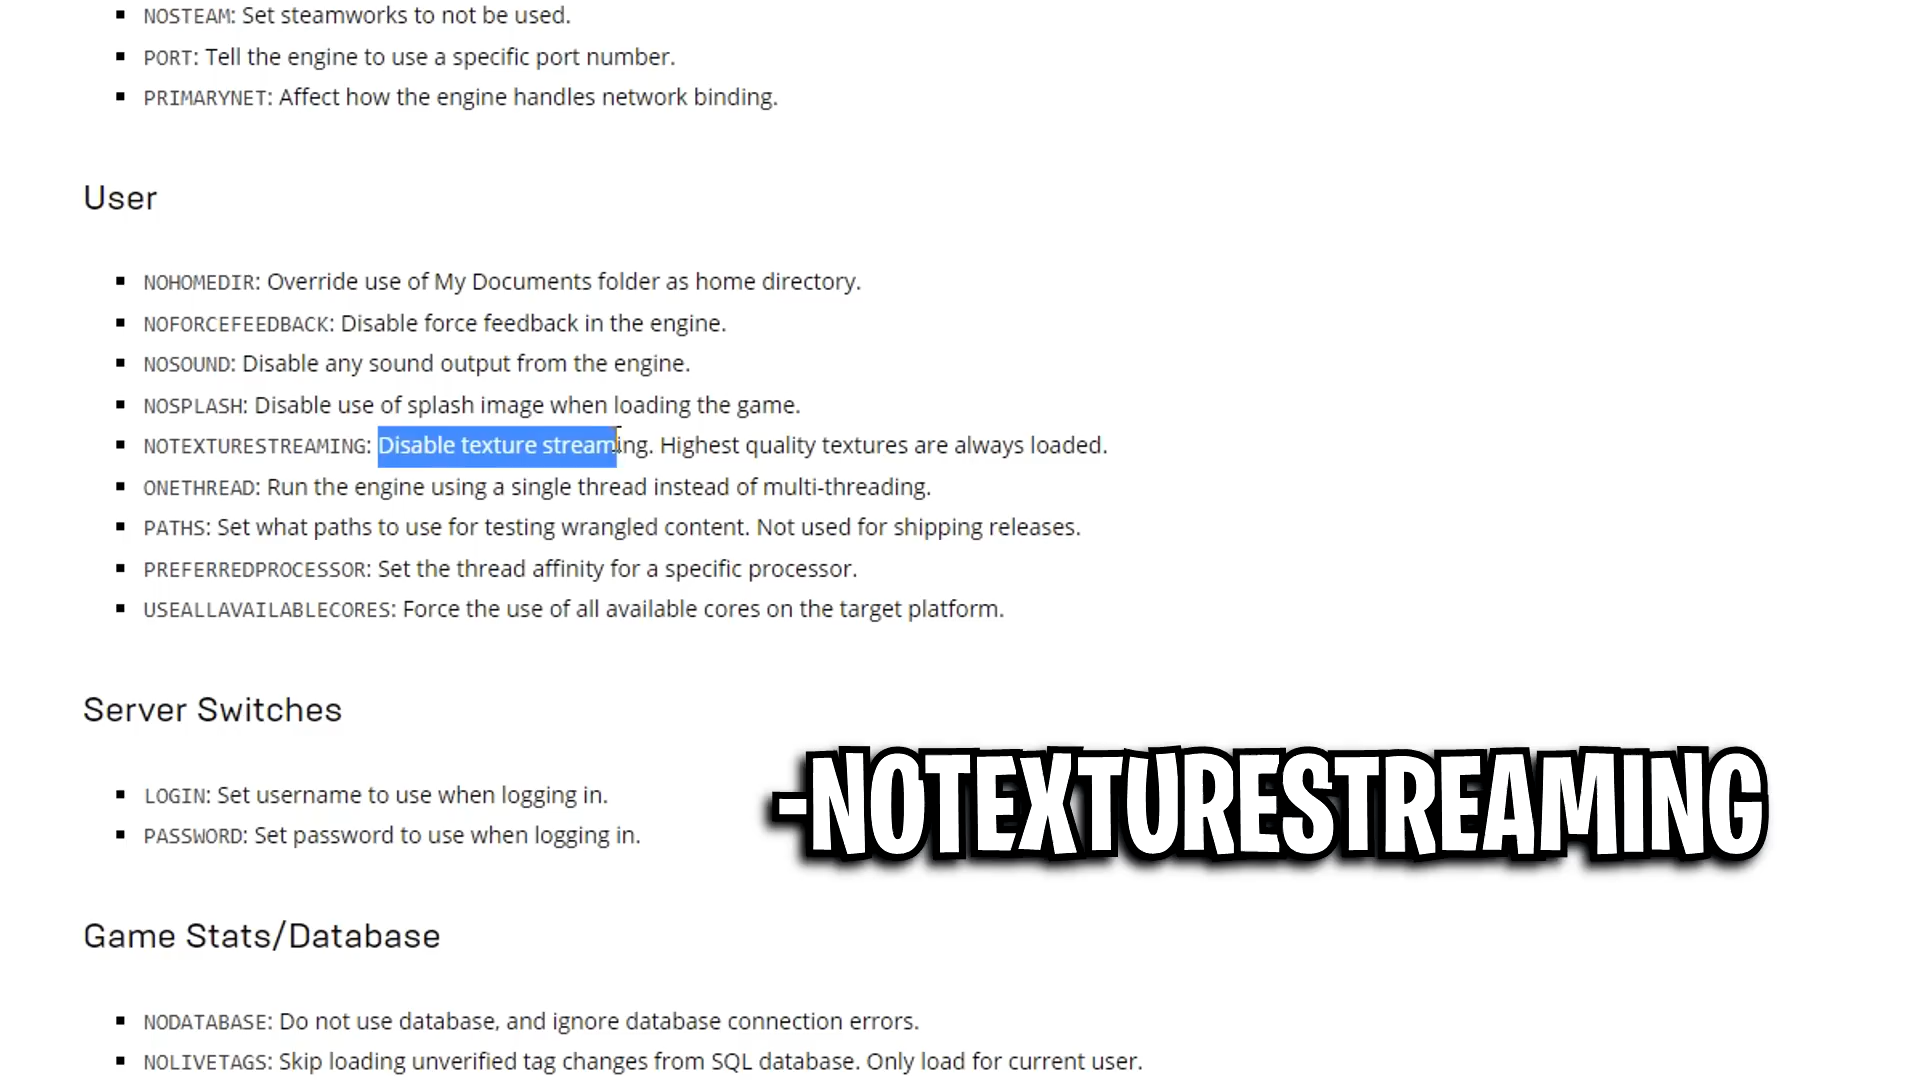 NOSTEAM: Set steamworks to not be used.
PORT: Tell the engine to use a specific port number.
PRIMARYNET: Affect how the engine handles network binding.
User
NOHOMEDIR: Override use of My Documents folder as home directory.
NOFORCEFEEDBACK: Disable force feedback in the engine.
NOSOUND: Disable any sound output from the engine.
NOSPLASH: Disable use of splash image when loading the game.
NOTEXTURESTREAMING: Disable texture streaming. Highest quality textures are always loaded.
ONETHREAD: Run the engine using a single thread instead of multi-threading.
PATHS: Set what paths to use for testing wrangled content. Not used for shipping releases.
PREFERREDPROCESSOR: Set the thread affinity for a specific processor.
USEALLAVAILABLECORES: Force the use of all available cores on the target platform.
Server Switches
LOGIN: Set username to use when logging in.
PASSWORD: Set password to use when logging in.
-NOTEXTURESTREAMING
Game Stats/Database
NODATABASE: Do not use database, and ignore database connection errors.
NOLIVETAGS: Skip loading unverified tag changes from SQL database. Only load for current user.